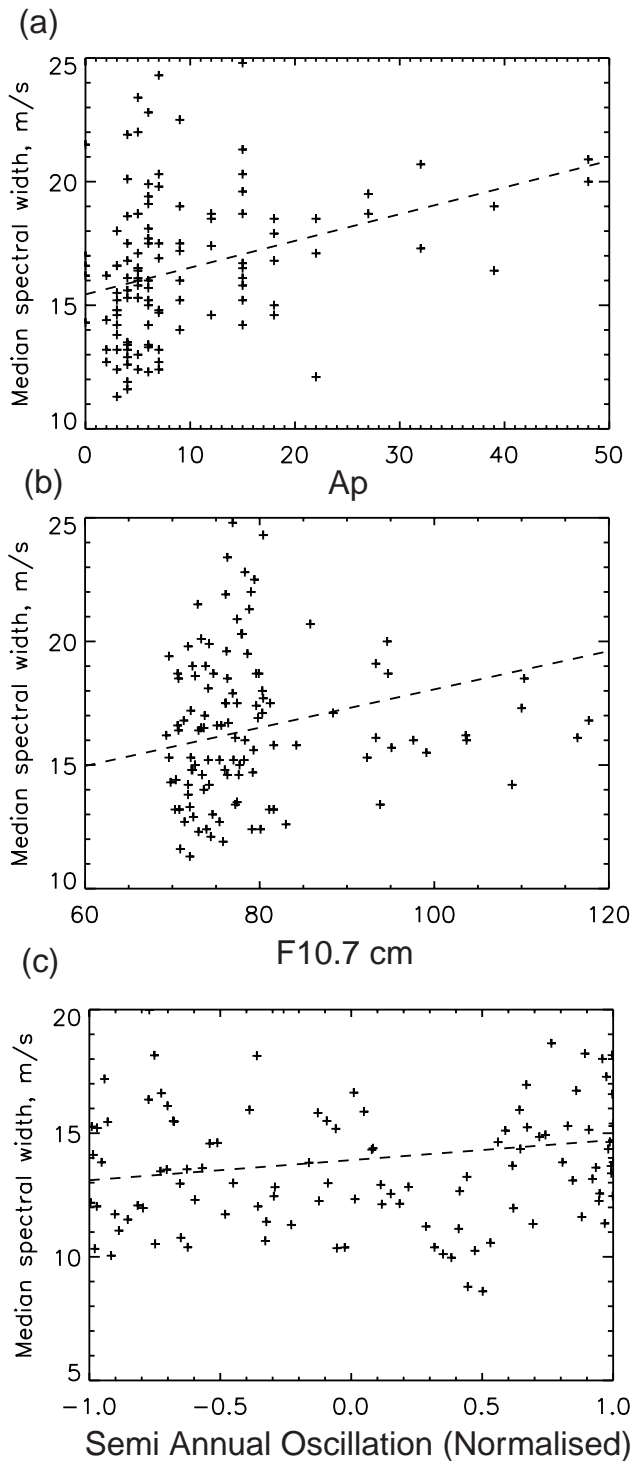 (a)
Median spectral width, m/s
25
20
15
10
0 10 20 30 40 50
Ap
(b)
Median spectral width, m/s
25
20
15
10
60 80 100 120
F10.7 cm
(c)
Median spectral width, m/s
20
15
10
5
−1.0 −0.5 0.0 0.5 1.0
Semi Annual Oscillation (Normalised)